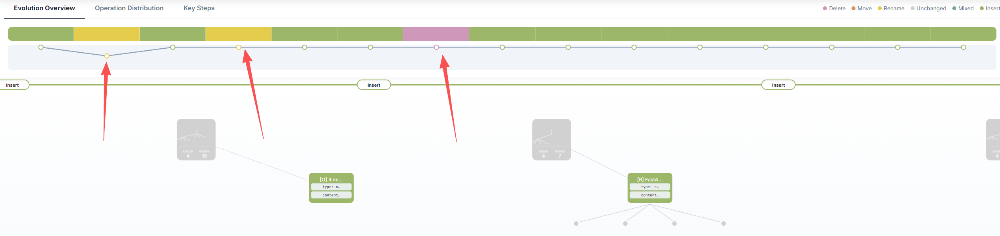 Evolution Overview
Operation Distribution
Key Steps
Delete
Move
Rename
Unchanged
Mixed
Insert
Insert
Insert
Insert
Depth
Nodes
4
10
Depth
Nodes
4
7
4
[O] It ne...
type: o…
content…
[R] FastA...
type: r…
content…